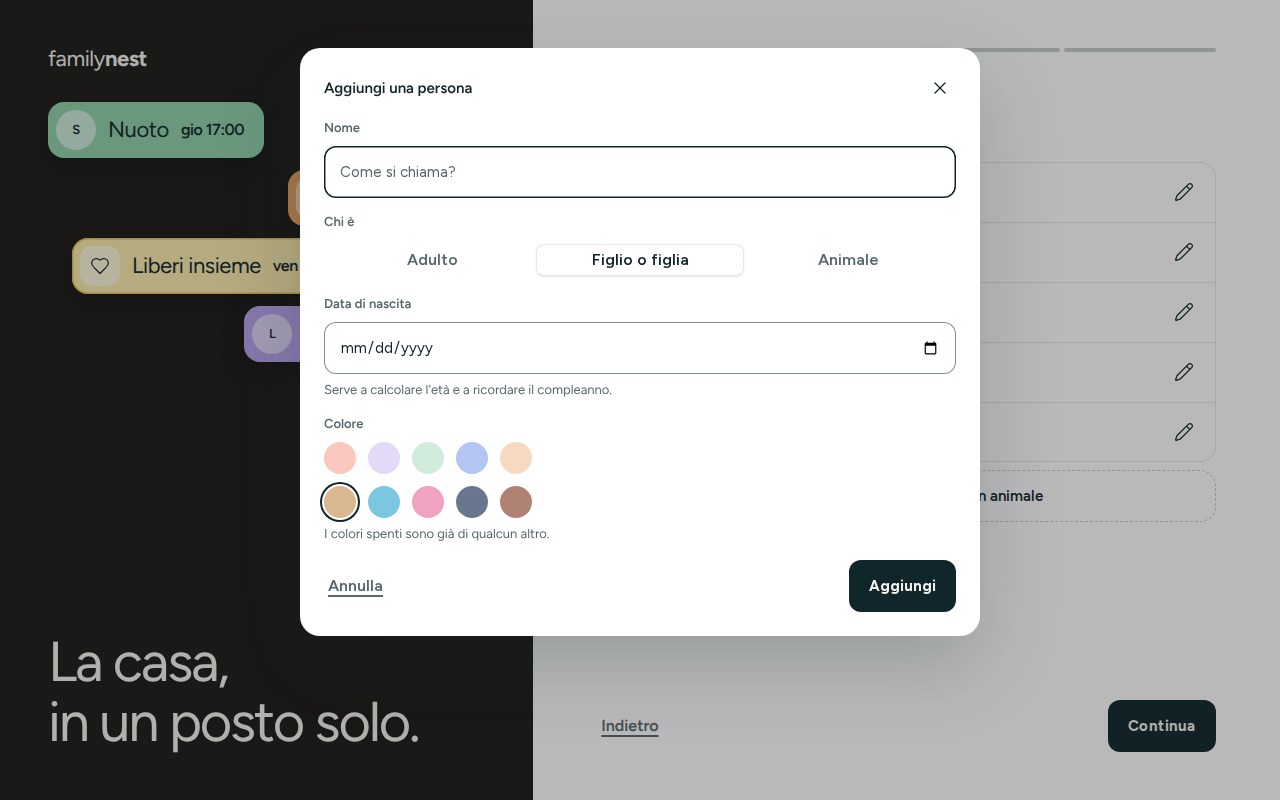 familynest
S Nuoto gio 17:00
Liberi insieme ven
L
Aggiungi una persona
Nome
Come si chiama?
Chi è
Adulto Figlio o figlia Animale
Data di nascita
mm/dd/yyyy
Serve a calcolare l'età e a ricordare il compleanno.
Colore
I colori spenti sono già di qualcun altro.
Annulla Aggiungi
animale
La casa,
in un posto solo.
Indietro Continua